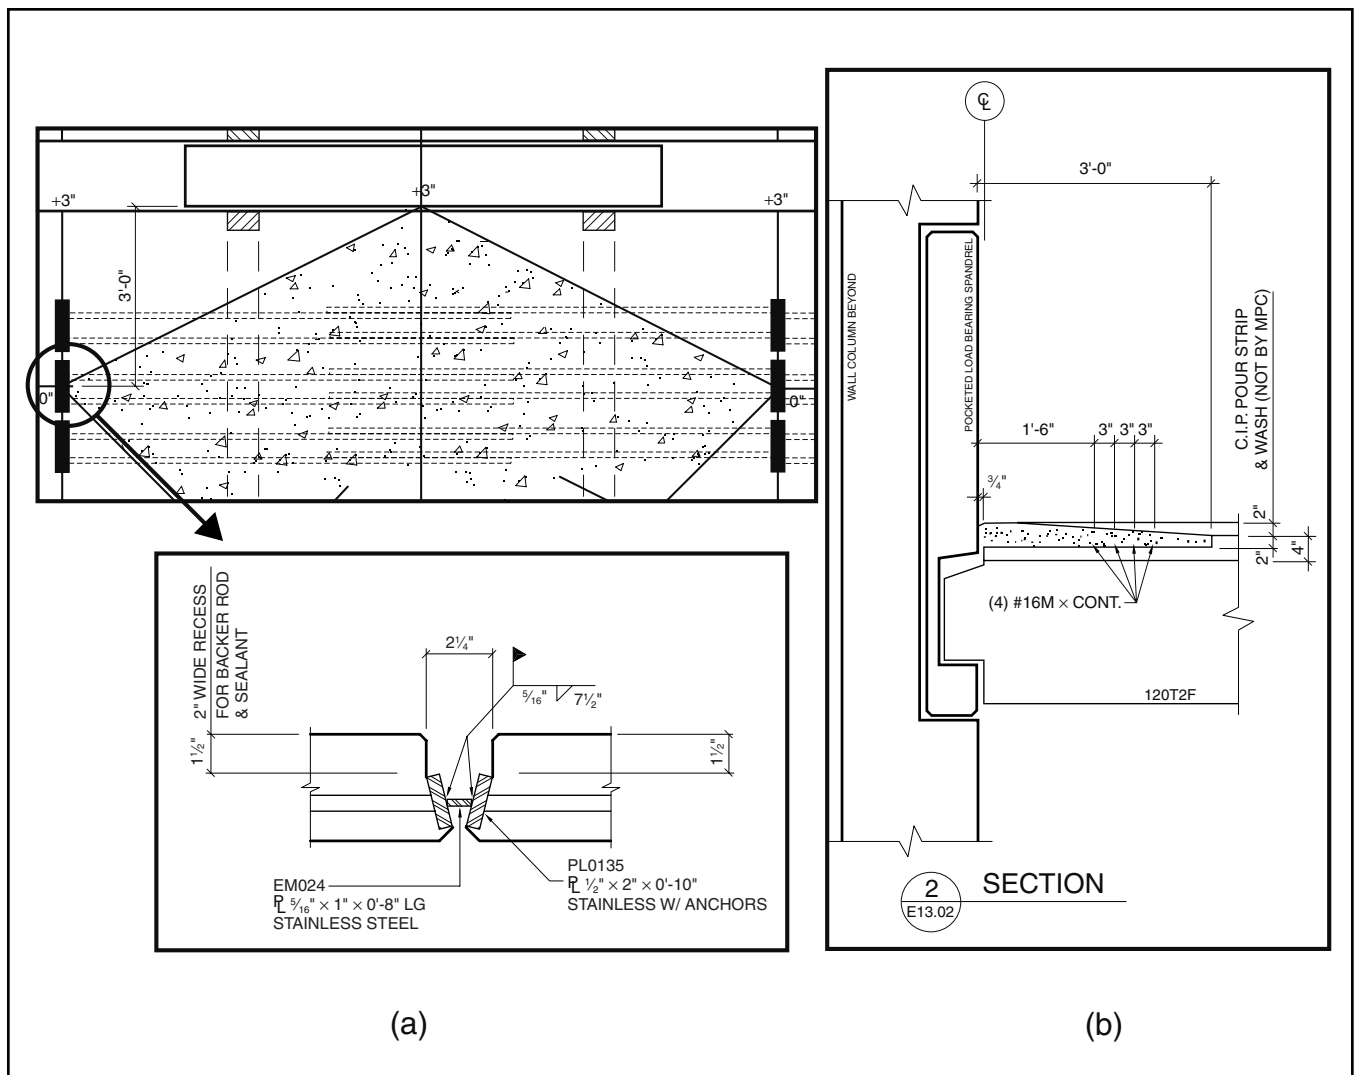 +3"
+3"
+3"
3'-0"
0"
0"
2" WIDE RECESS
FOR BACKER ROD
& SEALANT
1½"
2¼"
5/16"
7½"
1½"
EM024
℄ 5/16" × 1" × 0'-8" LG
STAINLESS STEEL
PL0135
℄ ½" × 2" × 0'-10"
STAINLESS W/ ANCHORS
(a)
℄
3'-0"
WALL COLUMN BEYOND
POCKETED LOAD BEARING SPANDREL
C.I.P. POUR STRIP
& WASH (NOT BY MPC)
1'-6"
3"
3"
3"
¾"
2"
2"
4"
(4) #16M × CONT.
120T2F
2
E13.02
SECTION
(b)